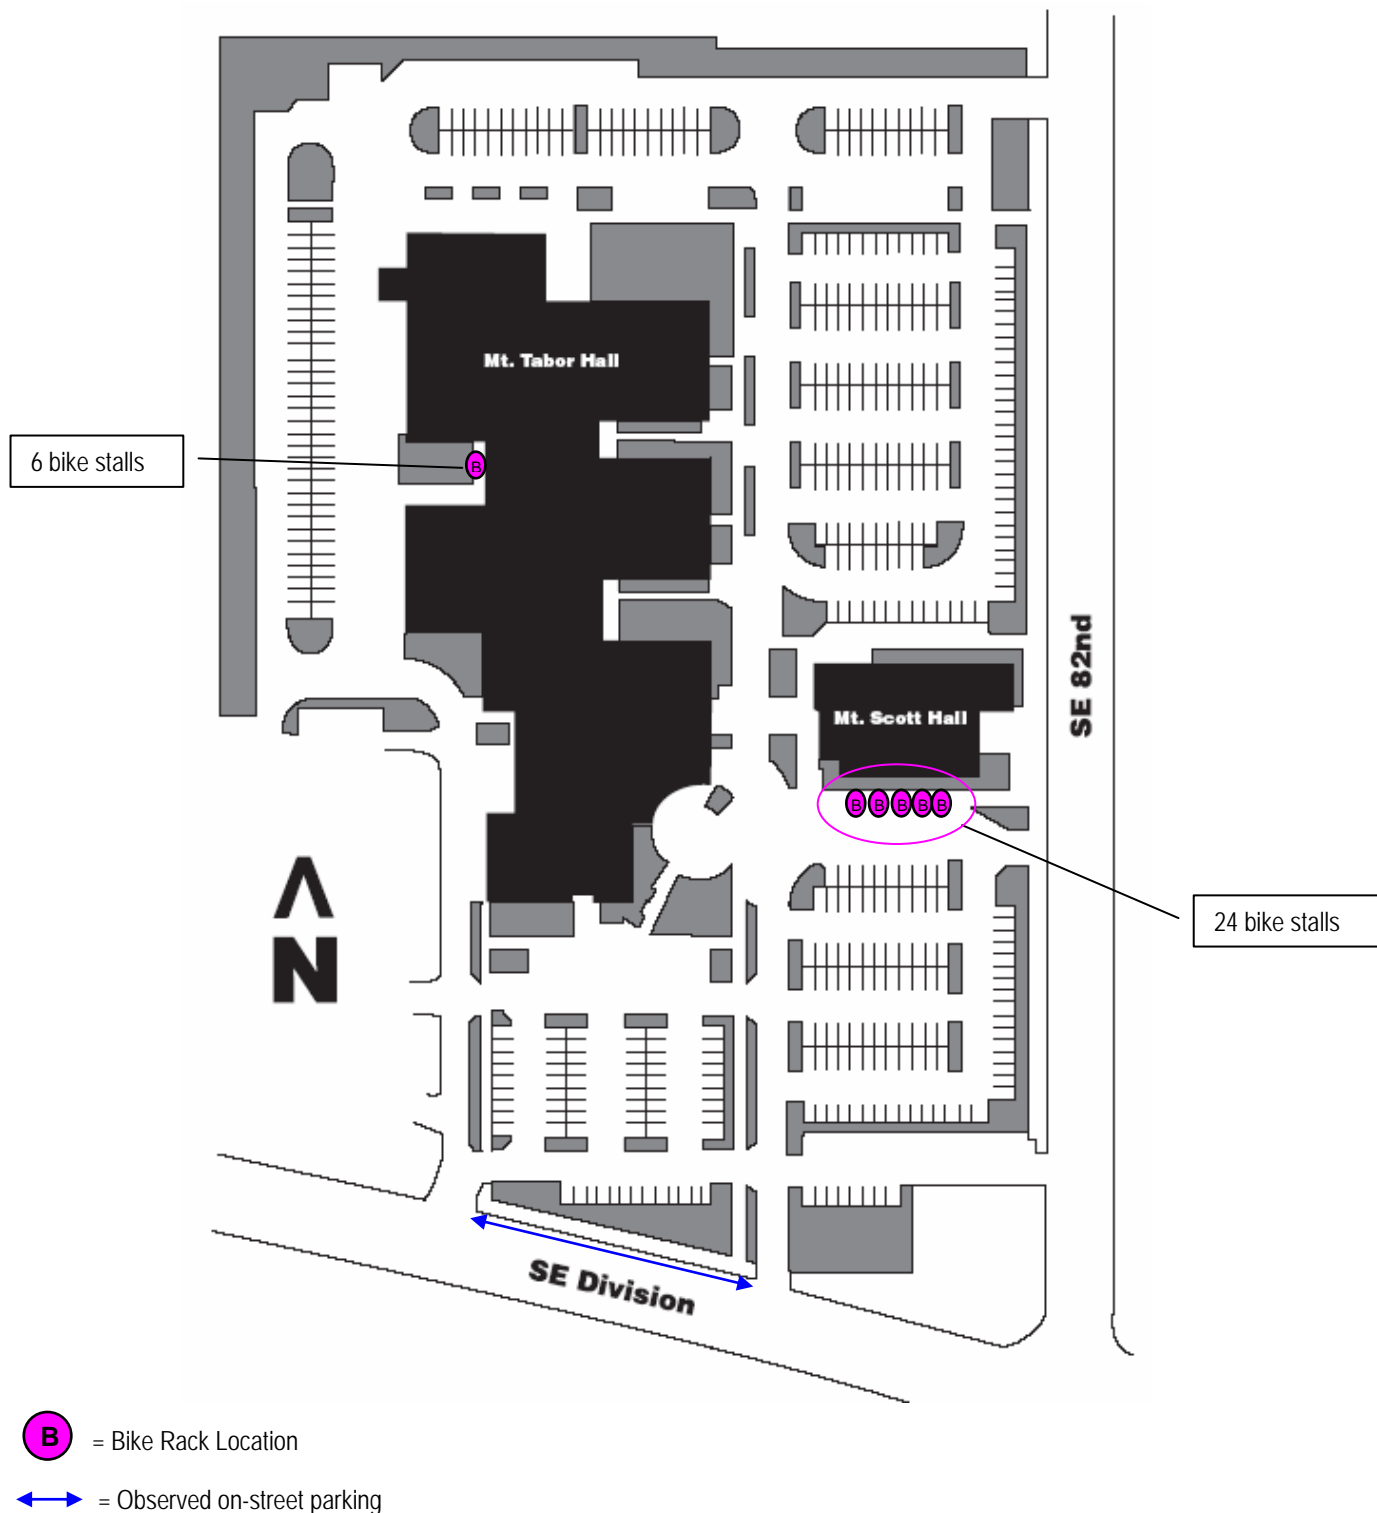 Mt. Tabor Hall
6 bike stalls
B
SE 82nd
Mt. Scott Hall
B B B B B
24 bike stalls
N
SE Division
B = Bike Rack Location
= Observed on-street parking